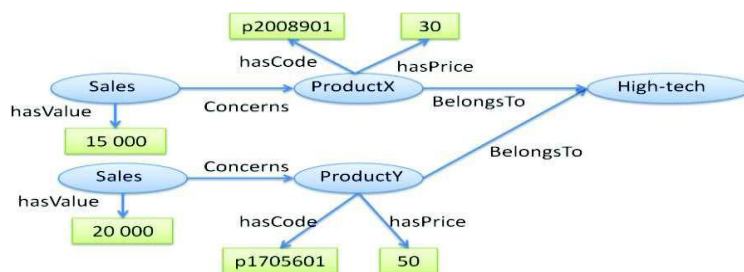 p2008901
30
hasCode
hasPrice
Sales
ProductX
High-tech
hasValue
Concerns
BelongsTo
15 000
Concerns
BelongsTo
Sales
ProductY
hasValue
hasCode
hasPrice
20 000
p1705601
50